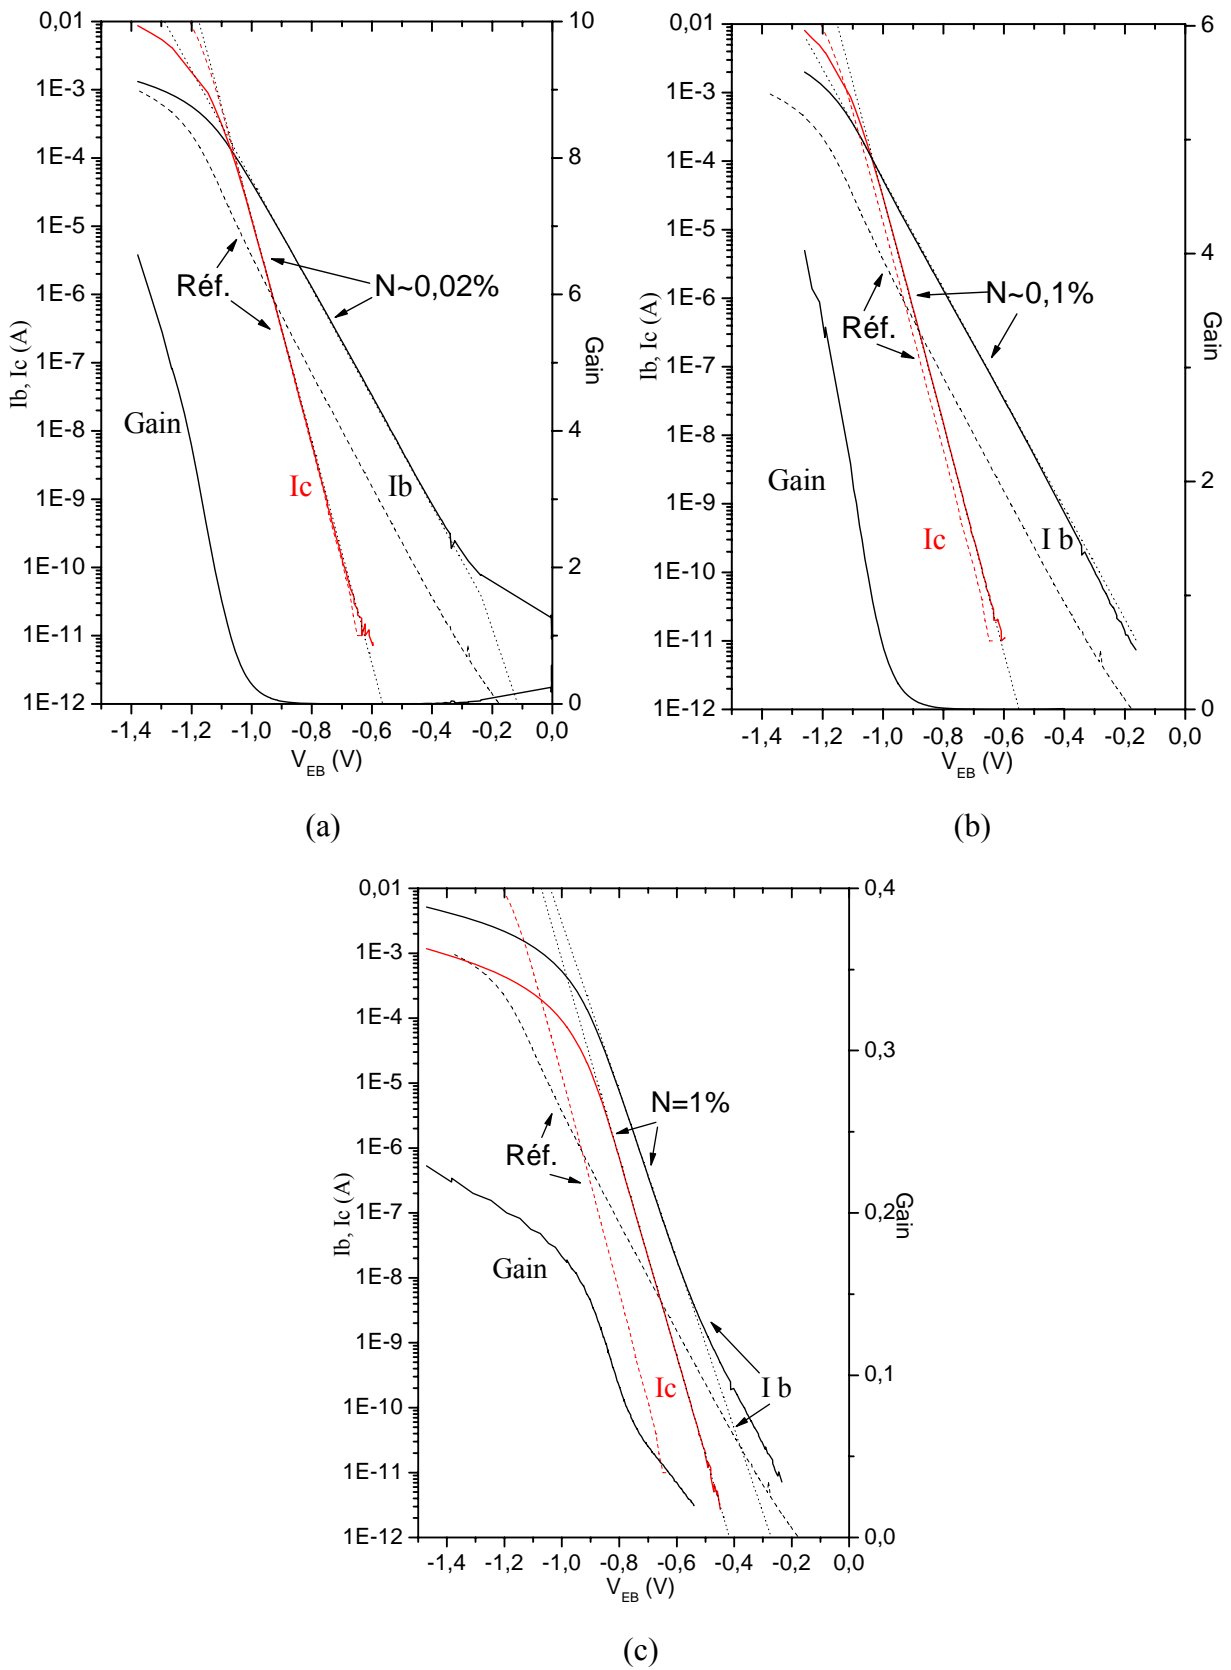 (a)
(b)
0,01
1E-3
1E-4
1E-5
1E-6
1E-7
1E-8
1E-9
1E-10
1E-11
1E-12
Ib, Ic (A)
10
8
6
4
2
0
Gain
Réf.
N~0,02%
Gain
Ic
Ib
-1,4 -1,2 -1,0 -0,8 -0,6 -0,4 -0,2 0,0
V_EB (V)
(a)
0,01
1E-3
1E-4
1E-5
1E-6
1E-7
1E-8
1E-9
1E-10
1E-11
1E-12
Ib, Ic (A)
6
4
2
0
Gain
N~0,1%
Réf.
Gain
Ic
I b
-1,4 -1,2 -1,0 -0,8 -0,6 -0,4 -0,2 0,0
V_EB (V)
(b)
0,01
1E-3
1E-4
1E-5
1E-6
1E-7
1E-8
1E-9
1E-10
1E-11
1E-12
Ib, Ic (A)
0,4
0,3
0,2
0,1
0,0
Gain
N=1%
Réf.
Gain
Ic
I b
-1,4 -1,2 -1,0 -0,8 -0,6 -0,4 -0,2 0,0
V_EB (V)
(c)